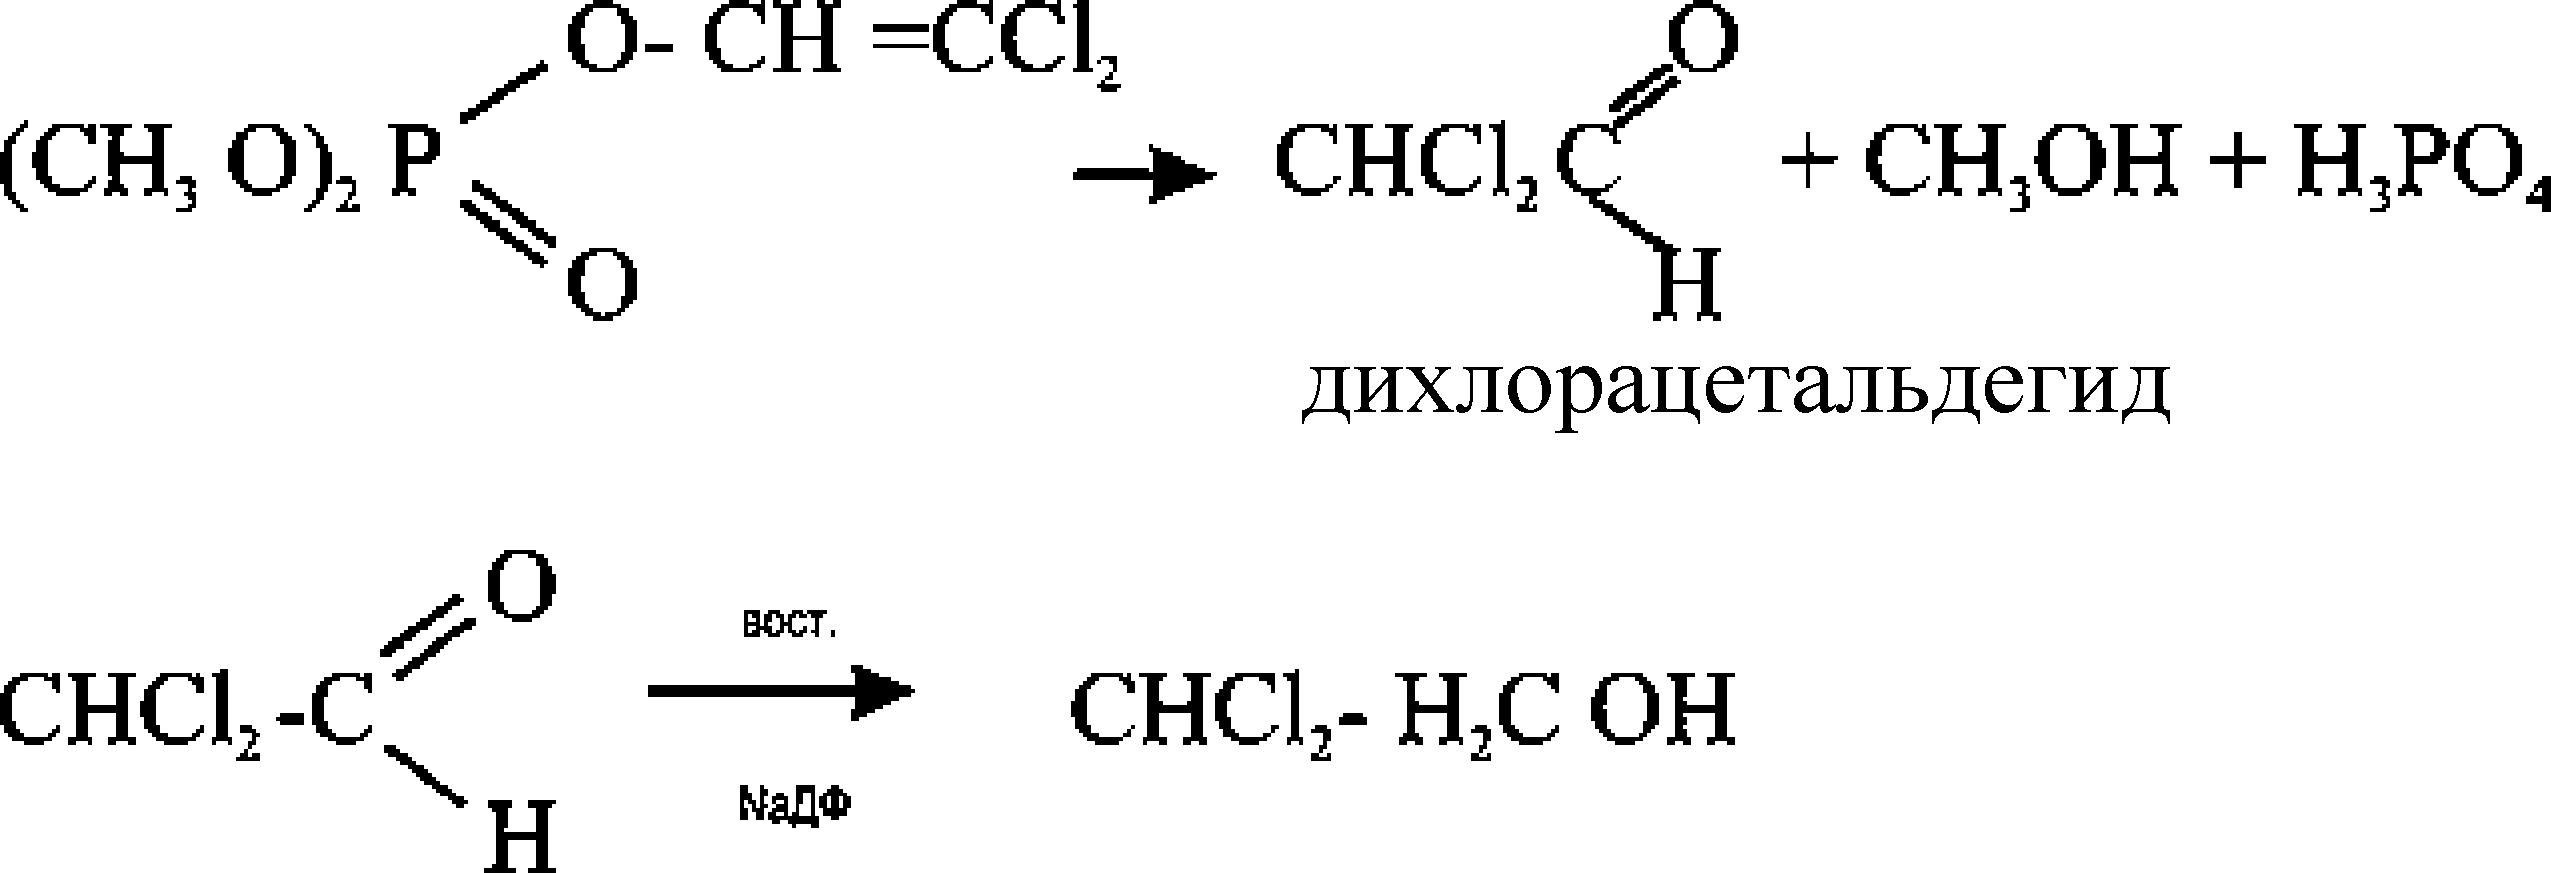 O- CH =CCl₂
(CH₃ O)₂ P O → CHCl₂ C O H + CH₃OH + H₃PO₄
дихлорацетальдегид
CHCl₂ -C O H вост. NaДФ → CHCl₂- H₂C OH